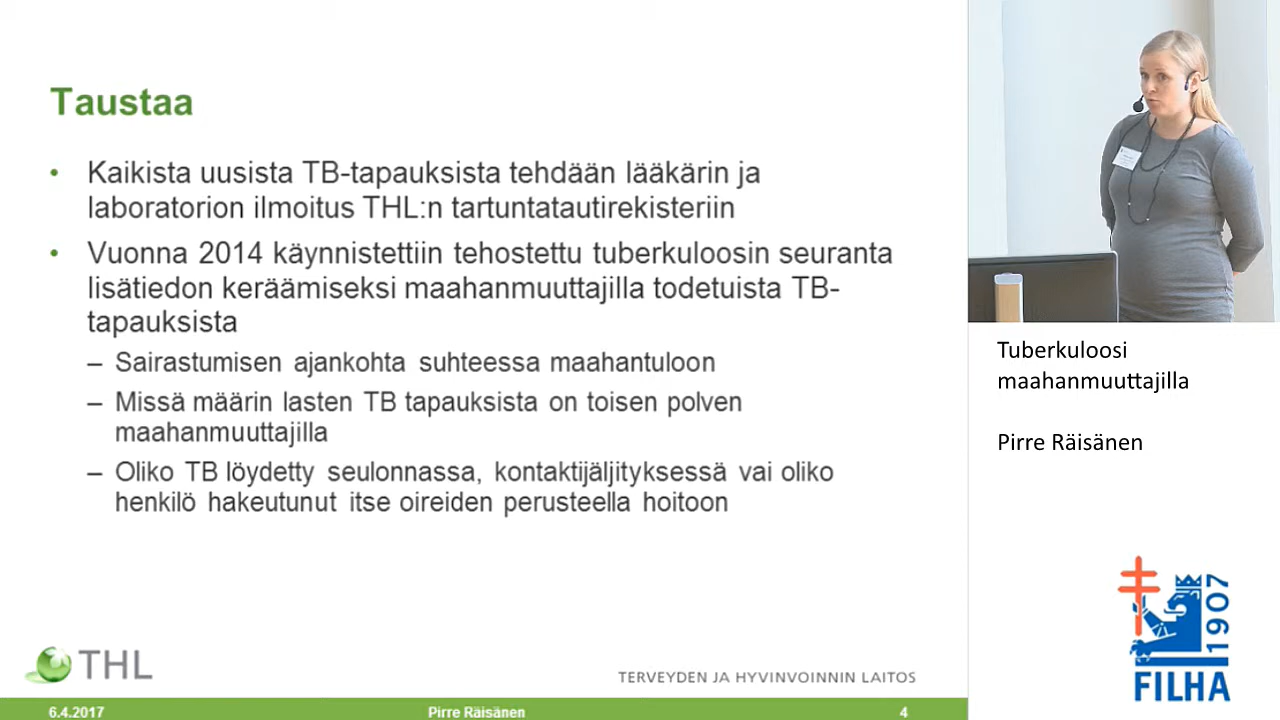 Taustaa
• Kaikista uusista TB-tapauksista tehdään lääkärin ja
laboratorion ilmoitus THL:n tartuntatautirekisteriin
• Vuonna 2014 käynnistettiin tehostettu tuberkuloosin seuranta
lisätiedon keräämiseksi maahanmuuttajilla todetuista TB-
tapauksista
– Sairastumisen ajankohta suhteessa maahantuloon
– Missä määrin lasten TB tapauksista on toisen polven
maahanmuuttajilla
– Oliko TB löydetty seulonnassa, kontaktijäljityksessä vai oliko
henkilö hakeutunut itse oireiden perusteella hoitoon
THL
TERVEYDEN JA HYVINVOINNIN LAITOS
6.4.2017
Pirre Räisänen
4
Tuberkuloosi
maahanmuuttajilla
Pirre Räisänen
1907
FILHA